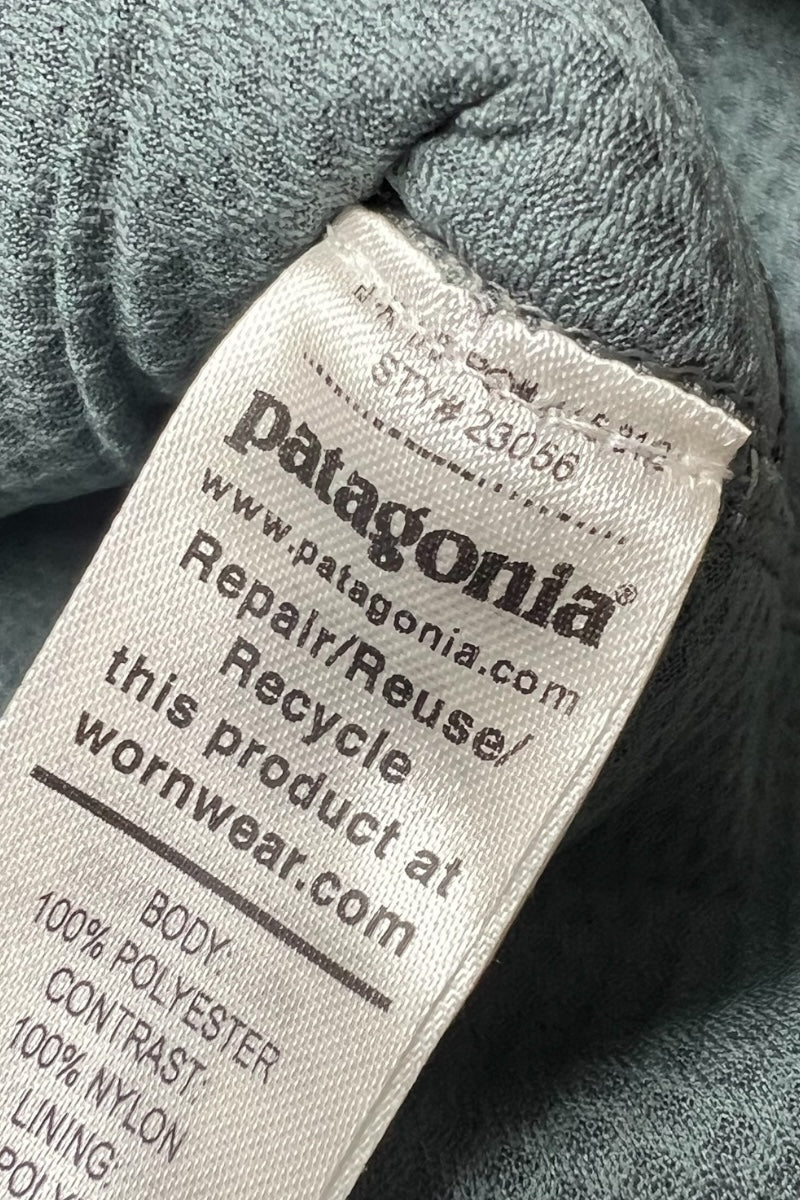 STY# 23056
patagonia®
www.patagonia.com
Repair/Reuse/
Recycle
this product at
wornwear.com
BODY:
100% POLYESTER
CONTRAST:
100% NYLON
LINING: